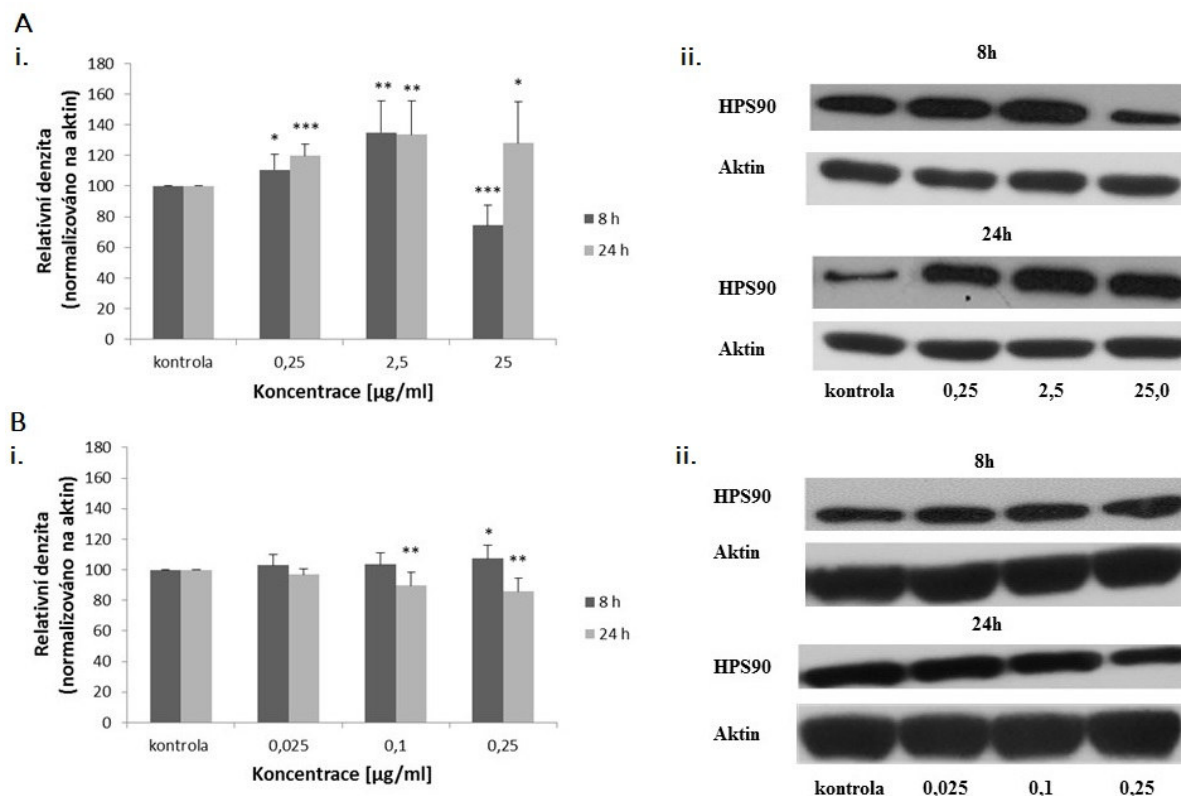 A
i.
180
160
140
120
100
80
60
40
20
0
Relativní denzita
(normalizováno na aktin)
* *** ** ** *** *
kontrola 0,25 2,5 25
Koncentrace [µg/ml]
8 h
24 h
ii.
8h
HPS90
Aktin
24h
HPS90
Aktin
kontrola 0,25 2,5 25,0
B
i.
180
160
140
120
100
80
60
40
20
0
Relativní denzita
(normalizováno na aktin)
** * **
kontrola 0,025 0,1 0,25
Koncentrace [µg/ml]
8 h
24 h
ii.
8h
HPS90
Aktin
24h
HPS90
Aktin
kontrola 0,025 0,1 0,25